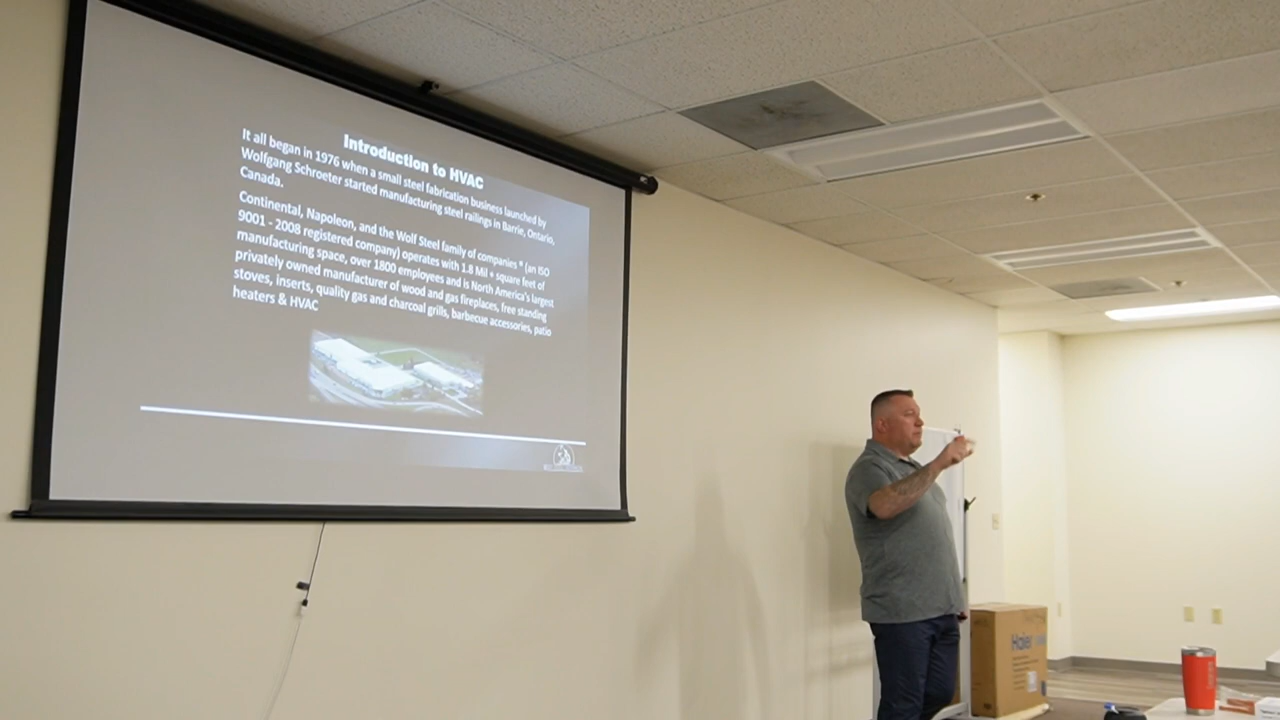 Introduction to HVAC
It all began in 1976 when a small steel fabrication business launched by
Wolfgang Schroeter started manufacturing steel railings in Barrie, Ontario,
Canada.
Continental, Napoleon, and the Wolf Steel family of companies ® (an ISO
9001 - 2008 registered company) operates with 1.8 Mil + square feet of
manufacturing space, over 1800 employees and is North America's largest
privately owned manufacturer of wood and gas fireplaces, free standing
stoves, inserts, quality gas and charcoal grills, barbecue accessories, patio
heaters & HVAC
Haier